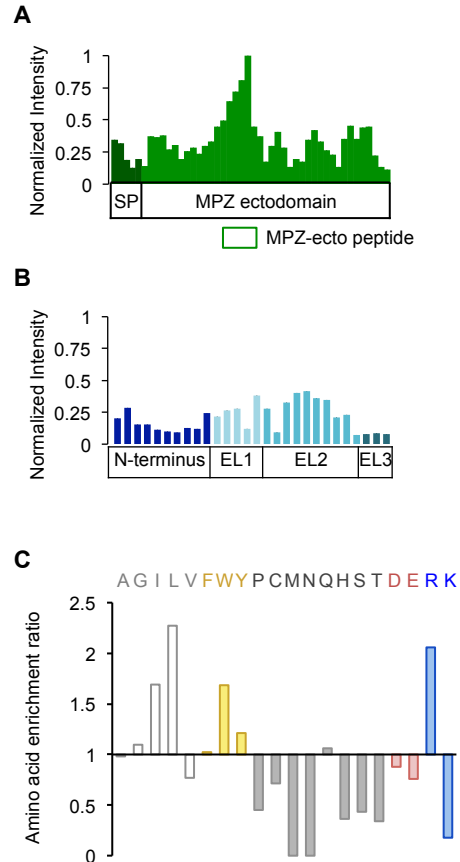 A
Normalized Intensity
1
0.75
0.5
0.25
0
SP MPZ ectodomain
MPZ-ecto peptide
B
Normalized Intensity
1
0.75
0.5
0.25
0
N-terminus EL1 EL2 EL3
C
A G I L V F W Y P C M N Q H S T D E R K
Amino acid enrichment ratio
2.5
2
1.5
1
0.5
0